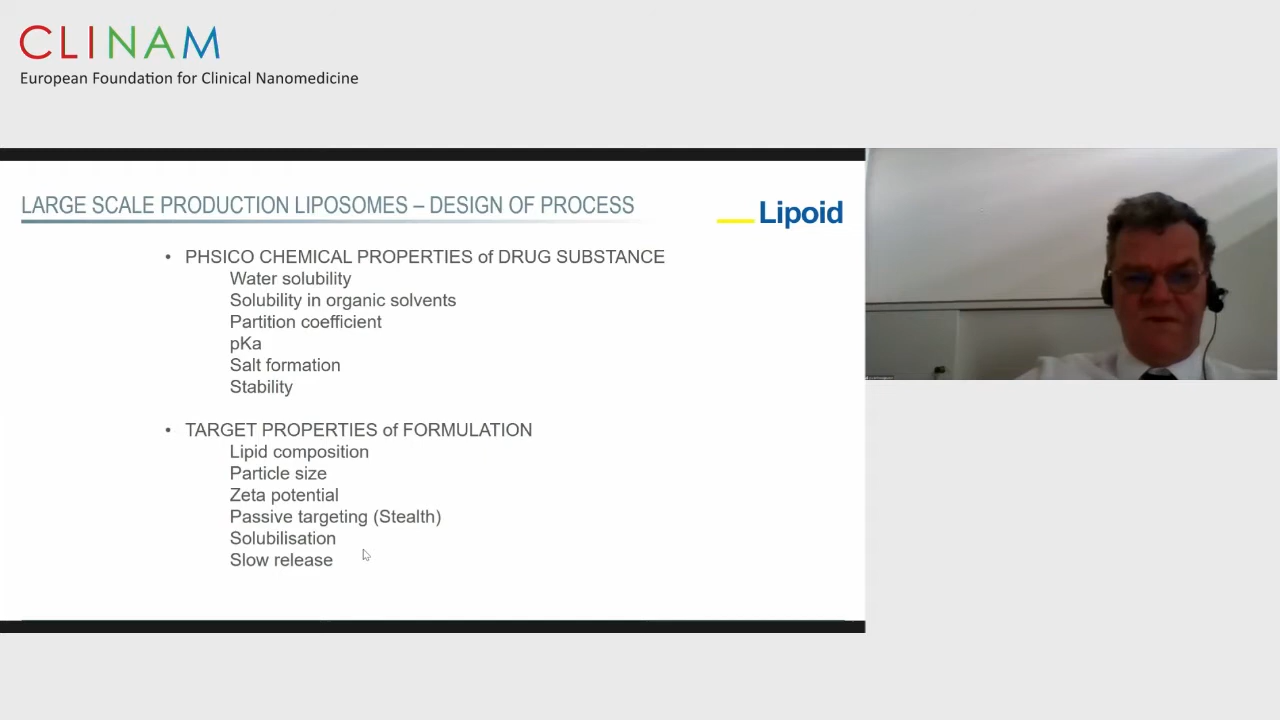 CLINAM
European Foundation for Clinical Nanomedicine
LARGE SCALE PRODUCTION LIPOSOMES – DESIGN OF PROCESS
Lipoid
• PHSICO CHEMICAL PROPERTIES of DRUG SUBSTANCE
Water solubility
Solubility in organic solvents
Partition coefficient
pKa
Salt formation
Stability
• TARGET PROPERTIES of FORMULATION
Lipid composition
Particle size
Zeta potential
Passive targeting (Stealth)
Solubilisation
Slow release